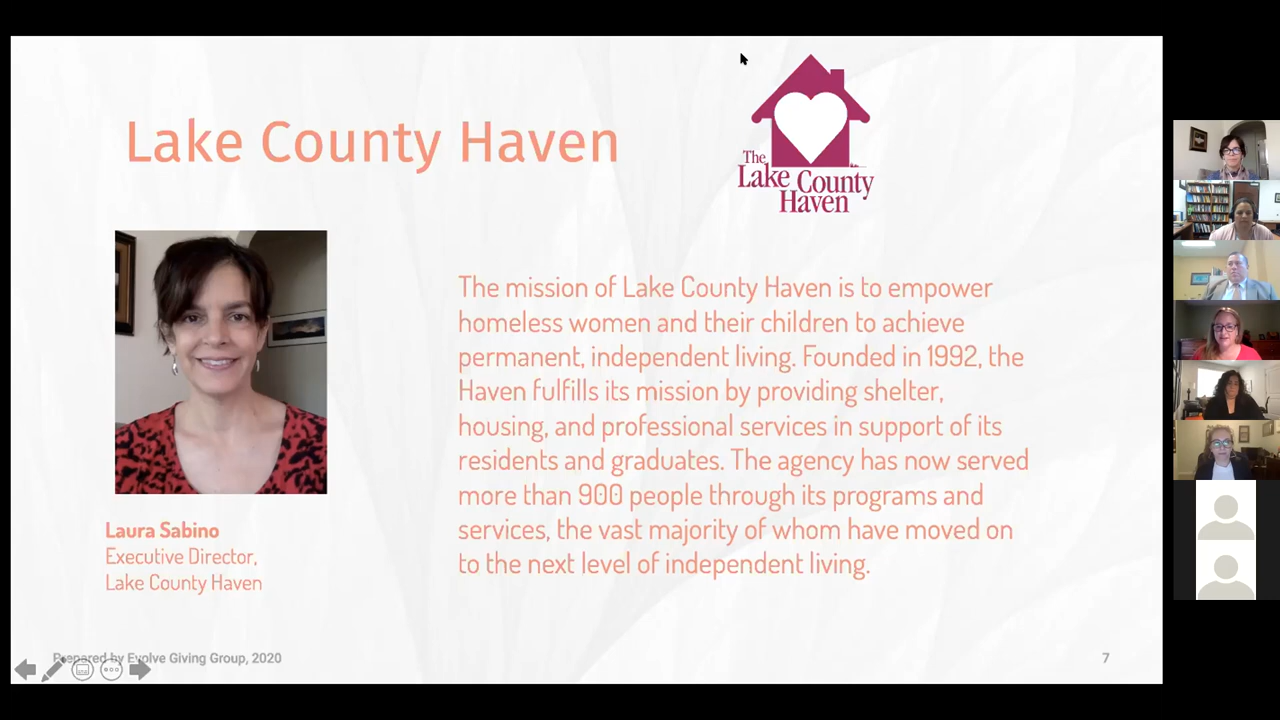 Lake County Haven
The
Lake County
Haven
The mission of Lake County Haven is to empower
homeless women and their children to achieve
permanent, independent living. Founded in 1992, the
Haven fulfills its mission by providing shelter,
housing, and professional services in support of its
residents and graduates. The agency has now served
more than 900 people through its programs and
services, the vast majority of whom have moved on
to the next level of independent living.
Laura Sabino
Executive Director,
Lake County Haven
Prepared by Evolve Giving Group, 2020
7